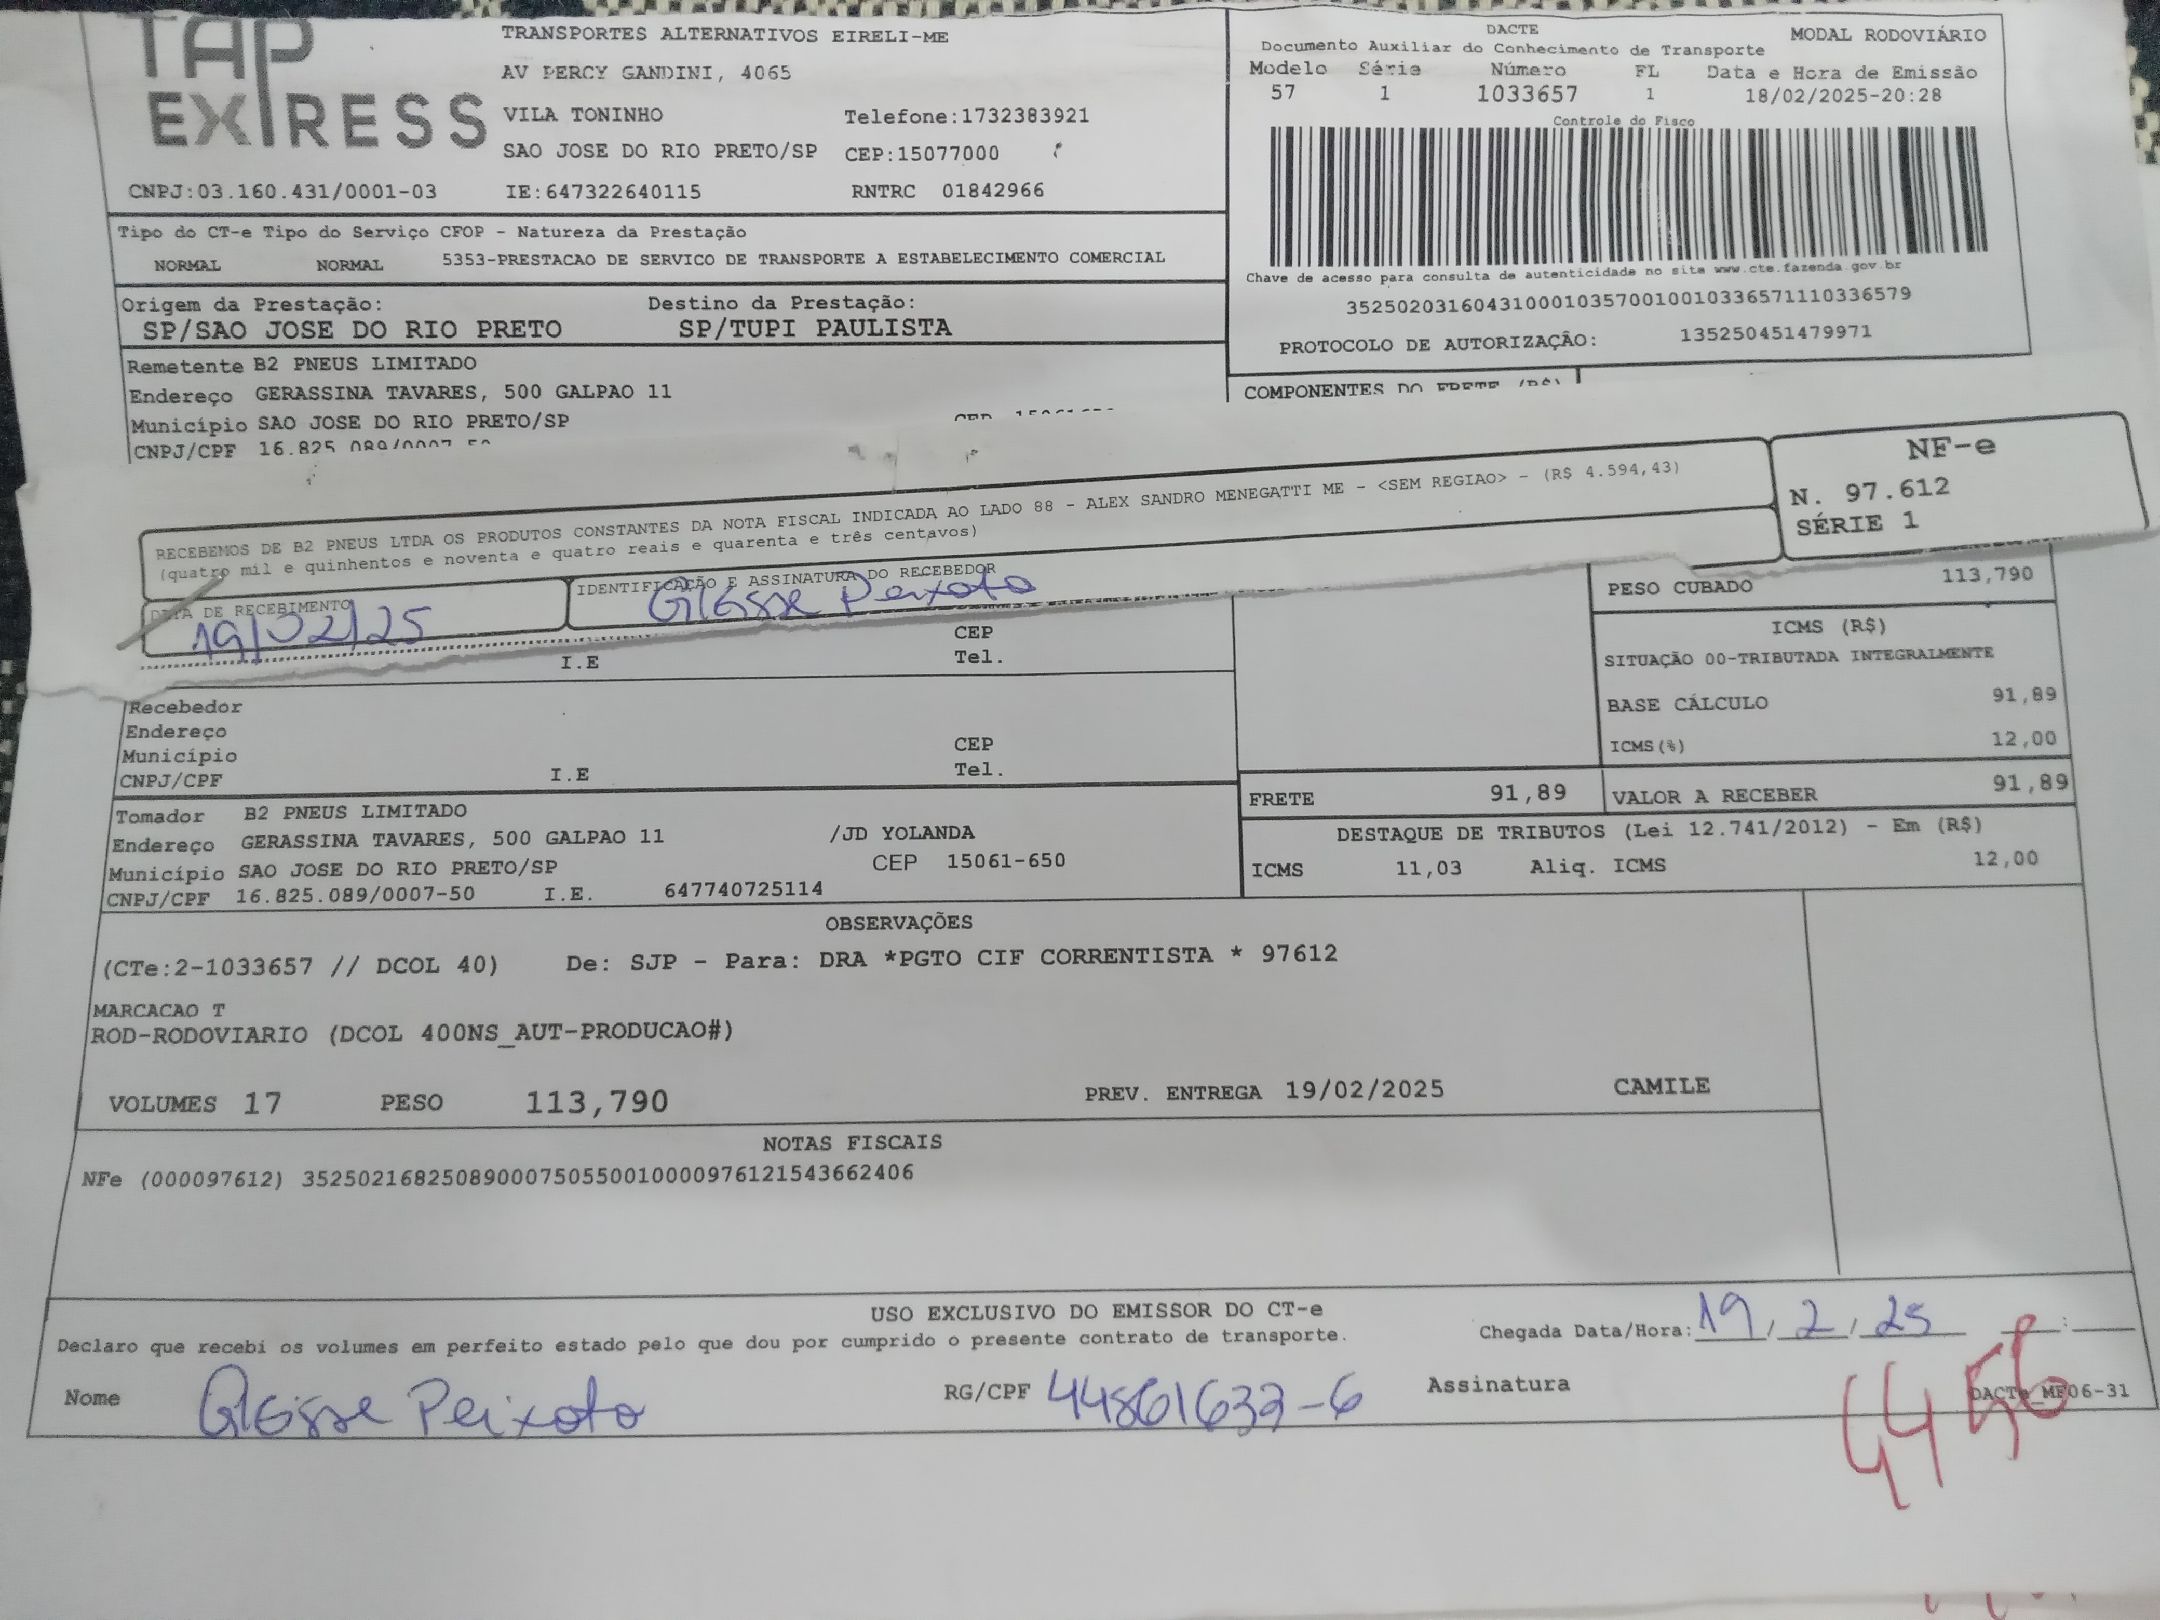 TAP EXPRESS
TRANSPORTES ALTERNATIVOS EIRELI-ME
AV PERCY GANDINI, 4065
VILA TONINHO Telefone:1732383921
SAO JOSE DO RIO PRETO/SP CEP:15077000
CNPJ:03.160.431/0001-03 IE:647322640115 RNTRC 01842966
DACTE MODAL RODOVIÁRIO
Documento Auxiliar do Conhecimento de Transporte
Modelo Série Número FL Data e Hora de Emissão
57 1 1033657 1 18/02/2025-20:28
Controle do Fisco
Chave de acesso para consulta de autenticidade no site www.cte.fazenda.gov.br
35250203160431000103570010010336571110336579
PROTOCOLO DE AUTORIZAÇÃO: 135250451479971
Tipo do CT-e Tipo do Serviço CFOP - Natureza da Prestação
NORMAL NORMAL 5353-PRESTACAO DE SERVICO DE TRANSPORTE A ESTABELECIMENTO COMERCIAL
Origem da Prestação: Destino da Prestação:
SP/SAO JOSE DO RIO PRETO SP/TUPI PAULISTA
Remetente B2 PNEUS LIMITADO
Endereço GERASSINA TAVARES, 500 GALPAO 11
Município SAO JOSE DO RIO PRETO/SP CEP
CNPJ/CPF 16.825.089/0007-50
COMPONENTES DO FRETE (R$)
RECEBEMOS DE B2 PNEUS LTDA OS PRODUTOS CONSTANTES DA NOTA FISCAL INDICADA AO LADO 88 - ALEX SANDRO MENEGATTI ME - <SEM REGIAO> - (R$ 4.594,43)
(quatro mil e quinhentos e noventa e quatro reais e quarenta e três centavos)
NF-e
N. 97.612
SÉRIE 1
DATA DE RECEBIMENTO IDENTIFICAÇÃO E ASSINATURA DO RECEBEDOR
19/02/25 Peixoto
PESO CUBADO 113,790
CEP
I.E Tel.
ICMS (R$)
SITUAÇÃO 00-TRIBUTADA INTEGRALMENTE
BASE CÁLCULO 91,89
ICMS(%) 12,00
Recebedor
Endereço
Município CEP
CNPJ/CPF I.E Tel.
FRETE 91,89 VALOR A RECEBER 91,89
Tomador B2 PNEUS LIMITADO
Endereço GERASSINA TAVARES, 500 GALPAO 11 /JD YOLANDA
Município SAO JOSE DO RIO PRETO/SP CEP 15061-650
CNPJ/CPF 16.825.089/0007-50 I.E. 647740725114
DESTAQUE DE TRIBUTOS (Lei 12.741/2012) - Em (R$)
ICMS 11,03 Aliq. ICMS 12,00
OBSERVAÇÕES
(CTe:2-1033657 // DCOL 40) De: SJP - Para: DRA *PGTO CIF CORRENTISTA * 97612
MARCACAO T
ROD-RODOVIARIO (DCOL 400NS_AUT-PRODUCAO#)
VOLUMES 17 PESO 113,790 PREV. ENTREGA 19/02/2025 CAMILE
NOTAS FISCAIS
NFe (000097612) 35250216825089000750550010000976121543662406
USO EXCLUSIVO DO EMISSOR DO CT-e
Declaro que recebi os volumes em perfeito estado pelo que dou por cumprido o presente contrato de transporte.
Chegada Data/Hora: 19/2/25 __:__
Nome Peixoto RG/CPF 44861632-6 Assinatura
DACTe_MF06-31